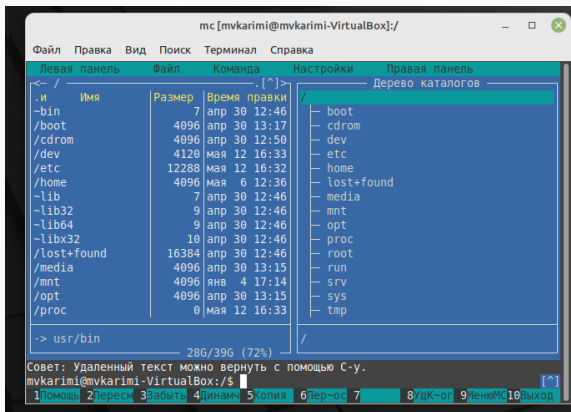 mc [mvkarimi@mvkarimi-VirtualBox]:/
Файл Правка Вид Поиск Терминал Справка
Левая панель Файл Команда Настройки Правая панель
<— / .[^]> Дерево каталогов
.и Имя Размер Время правки /
~bin 7 апр 30 12:46 boot
/boot 4096 апр 30 13:17 cdrom
/cdrom 4096 апр 30 12:50 dev
/dev 4120 мая 12 16:33 etc
/etc 12288 мая 12 16:32 home
/home 4096 мая 6 12:36 lost+found
~lib 7 апр 30 12:46 media
~lib32 9 апр 30 12:46 mnt
~lib64 9 апр 30 12:46 opt
~libx32 10 апр 30 12:46 proc
/lost+found 16384 апр 30 12:46 root
/media 4096 апр 30 13:15 run
/mnt 4096 янв 4 17:14 srv
/opt 4096 апр 30 13:15 sys
/proc 0 мая 12 16:33 tmp
-> usr/bin /
28G/39G (72%)
Совет: Удаленный текст можно вернуть с помощью C-y.
mvkarimi@mvkarimi-VirtualBox:/$ [^]
1Помощь 2Пересм 3Забыть 4Динамч 5Копия 6Пер~ос 7 8УдК~ог 9МенюMC 10Выход